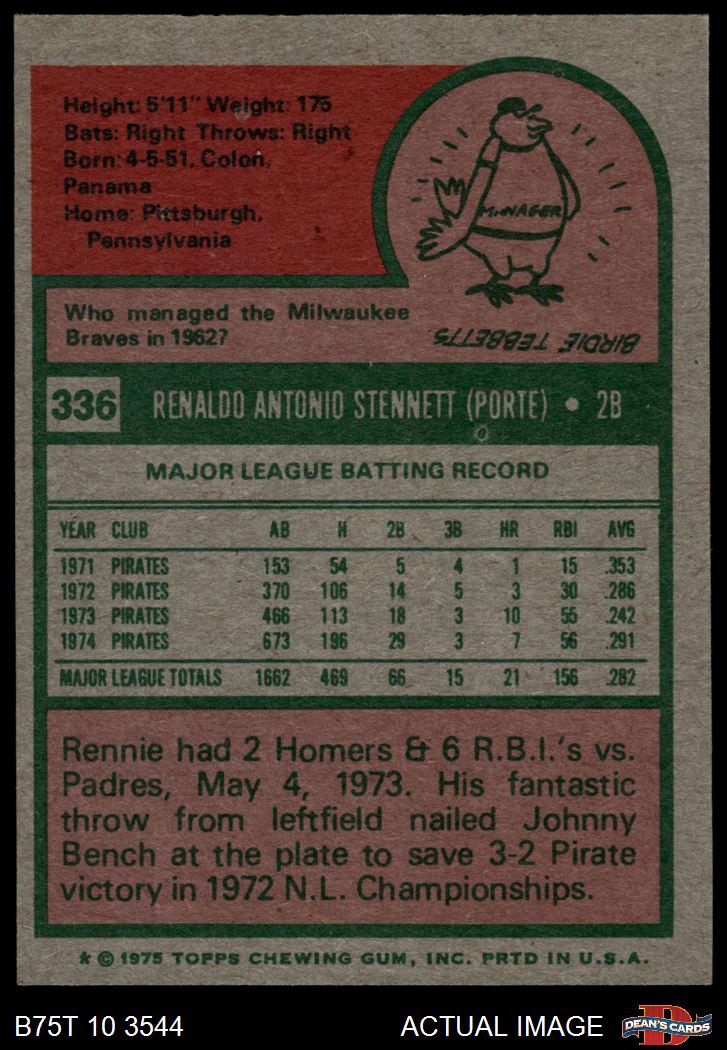 Height: 5'11" Weight: 175
Bats: Right Throws: Right
Born: 4-5-51, Colon,
Panama
Home: Pittsburgh,
Pennsylvania
MANAGER
Who managed the Milwaukee
Braves in 1962?
BIRDIE TEBBETTS
336 RENALDO ANTONIO STENNETT (PORTE) • 2B
MAJOR LEAGUE BATTING RECORD
YEAR CLUB AB H 2B 3B HR RBI AVG
1971 PIRATES 153 54 5 4 1 15 .353
1972 PIRATES 370 106 14 5 3 30 .286
1973 PIRATES 466 113 18 3 10 55 .242
1974 PIRATES 673 196 29 3 7 56 .291
MAJOR LEAGUE TOTALS 1662 469 66 15 21 156 .282
Rennie had 2 Homers & 6 R.B.I.'s vs.
Padres, May 4, 1973. His fantastic
throw from leftfield nailed Johnny
Bench at the plate to save 3-2 Pirate
victory in 1972 N.L. Championships.
* © 1975 TOPPS CHEWING GUM, INC. PRTD IN U.S.A.
B75T 10 3544 ACTUAL IMAGE
D
DEAN'S CARDS